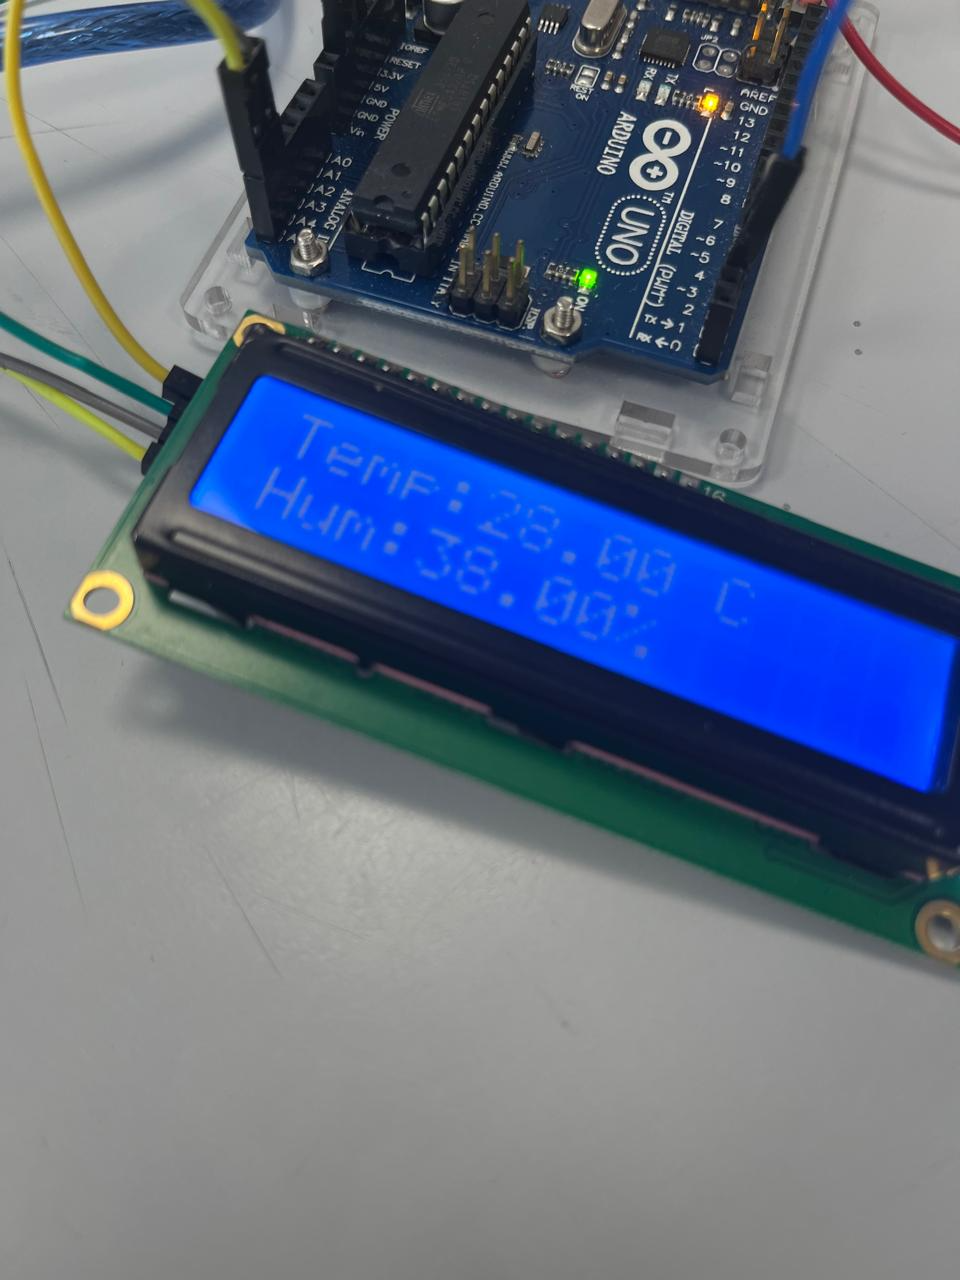 IOREF
RESET
3.3V
5V
GND
GND
Vin
POWER
A0
A1
A2
A3
A4
ANALOG
RX
TX
ARDUINO
UNO
TM
AREF
GND
13
12
~11
~10
~9
8
7
~6
~5
4
~3
2
TX→1
RX←0
DIGITAL (PWM~)
ON
ICSP
16
Temp:28.00 C
Hum:38.00%